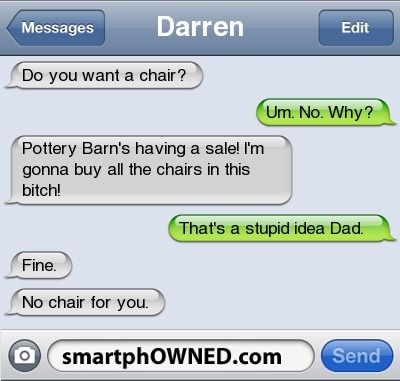 Messages
Darren
Edit
Do you want a chair?
Um. No. Why?
Pottery Barn's having a sale! I'm
gonna buy all the chairs in this
bitch!
That's a stupid idea Dad.
Fine.
No chair for you.
smartphOWNED.com
Send